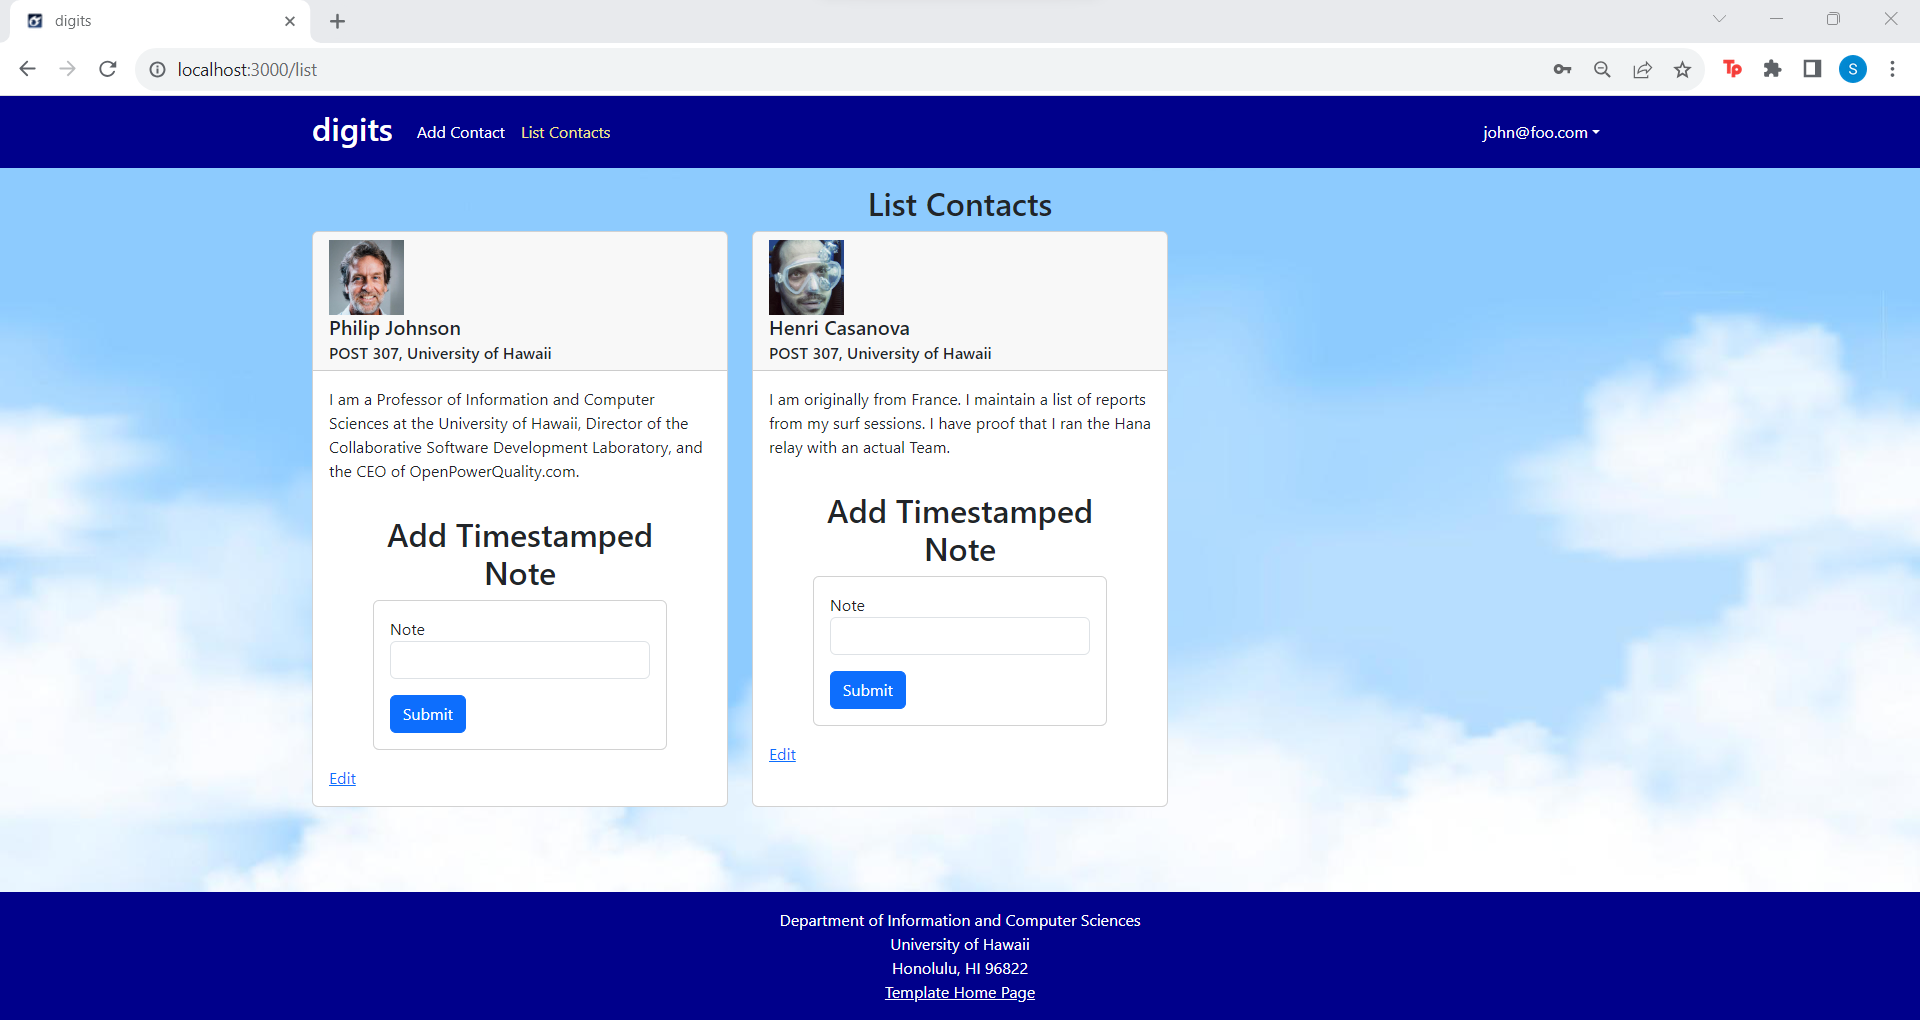 digits
localhost:3000/list
Tp
S
digits
Add Contact
List Contacts
john@foo.com
List Contacts
Philip Johnson
POST 307, University of Hawaii
I am a Professor of Information and Computer
Sciences at the University of Hawaii, Director of the
Collaborative Software Development Laboratory, and
the CEO of OpenPowerQuality.com.
Add Timestamped
Note
Note
Submit
Edit
Henri Casanova
POST 307, University of Hawaii
I am originally from France. I maintain a list of reports
from my surf sessions. I have proof that I ran the Hana
relay with an actual Team.
Add Timestamped
Note
Note
Submit
Edit
Department of Information and Computer Sciences
University of Hawaii
Honolulu, HI 96822
Template Home Page